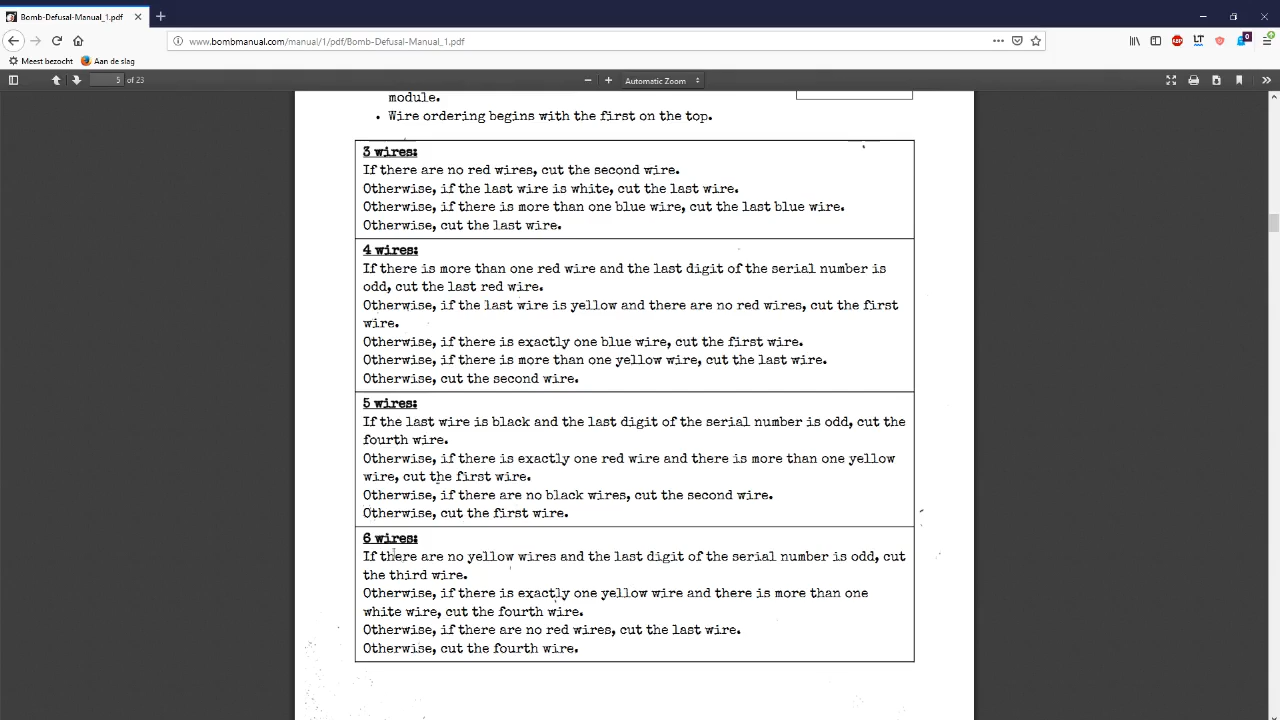 Bomb-Defusal-Manual_1.pdf
www.bombmanual.com/manual/1/pdf/Bomb-Defusal-Manual_1.pdf
ABP
LT
0
Meest bezocht
Aan de slag
5 of 23
Automatic Zoom
module.
• Wire ordering begins with the first on the top.
3 wires:
If there are no red wires, cut the second wire.
Otherwise, if the last wire is white, cut the last wire.
Otherwise, if there is more than one blue wire, cut the last blue wire.
Otherwise, cut the last wire.
4 wires:
If there is more than one red wire and the last digit of the serial number is
odd, cut the last red wire.
Otherwise, if the last wire is yellow and there are no red wires, cut the first
wire.
Otherwise, if there is exactly one blue wire, cut the first wire.
Otherwise, if there is more than one yellow wire, cut the last wire.
Otherwise, cut the second wire.
5 wires:
If the last wire is black and the last digit of the serial number is odd, cut the
fourth wire.
Otherwise, if there is exactly one red wire and there is more than one yellow
wire, cut the first wire.
Otherwise, if there are no black wires, cut the second wire.
Otherwise, cut the first wire.
6 wires:
If there are no yellow wires and the last digit of the serial number is odd, cut
the third wire.
Otherwise, if there is exactly one yellow wire and there is more than one
white wire, cut the fourth wire.
Otherwise, if there are no red wires, cut the last wire.
Otherwise, cut the fourth wire.